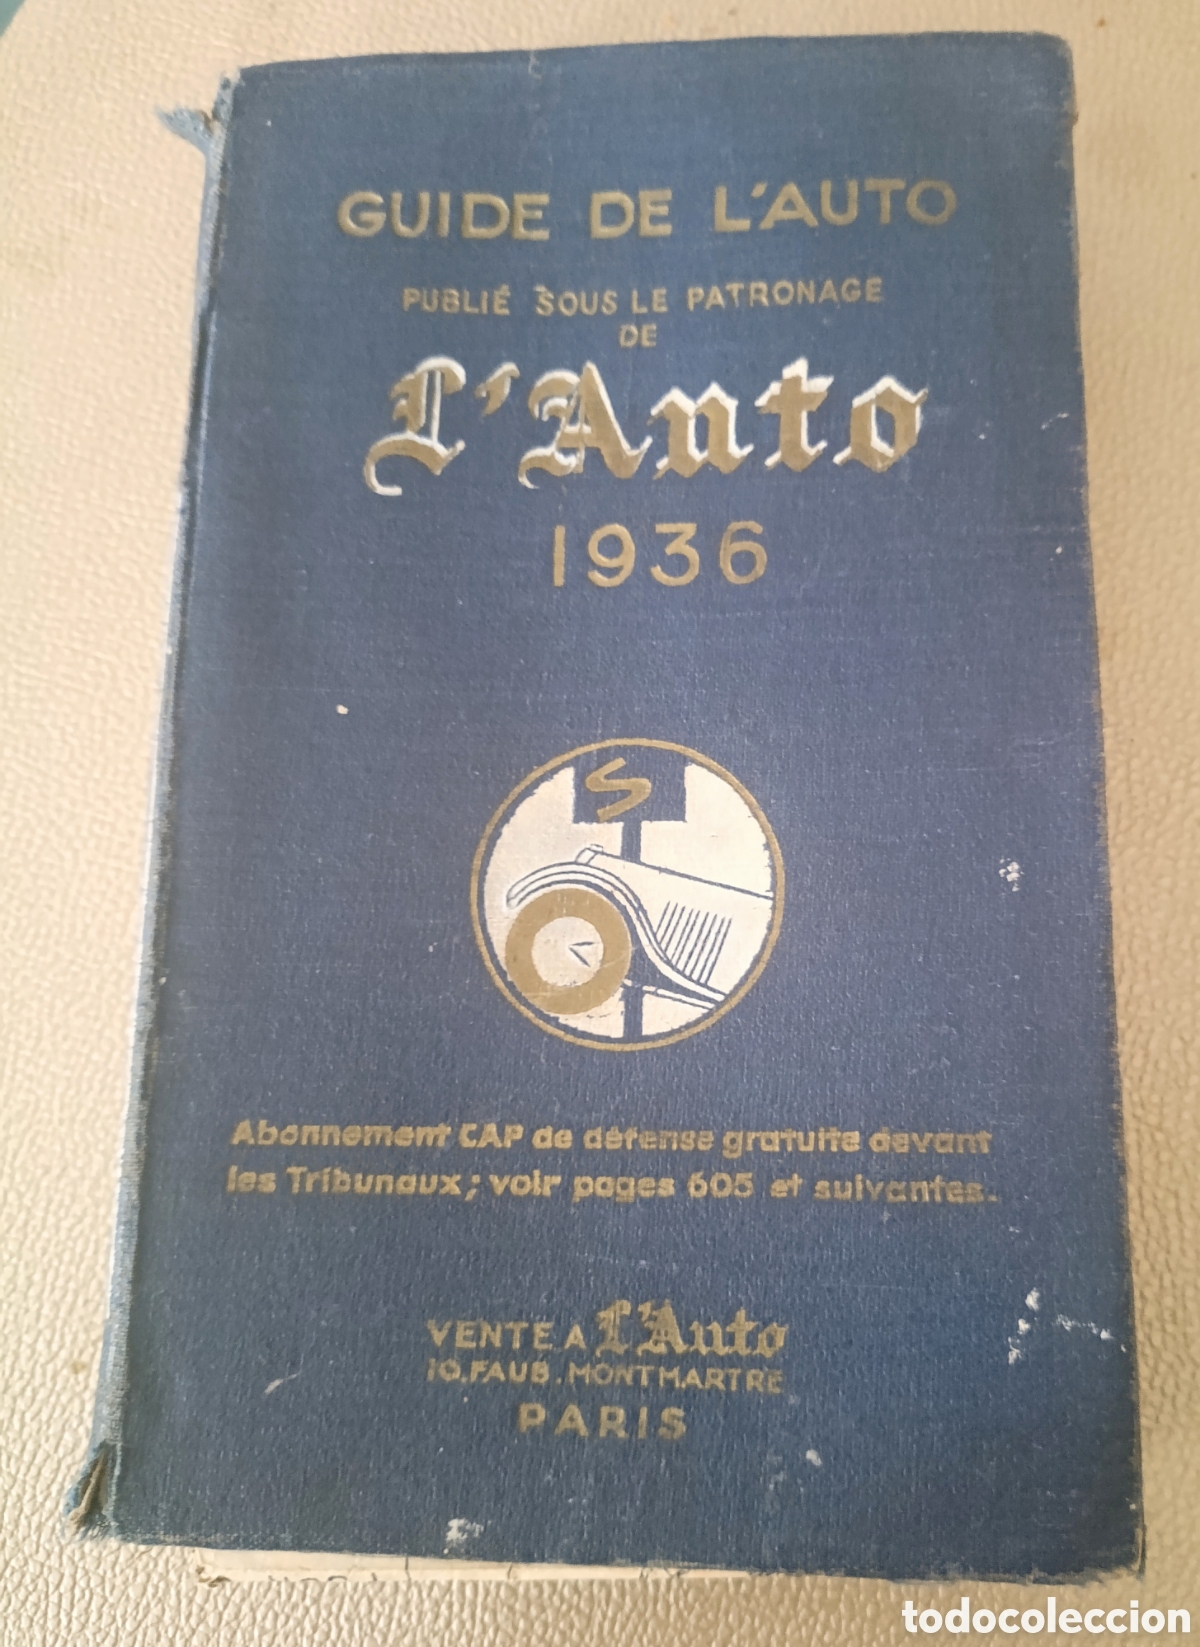 GUIDE DE L'AUTO
PUBLIÉ SOUS LE PATRONAGE
DE
L'Auto
1936
S
Abonnement CAP de défense gratuite devant
les Tribunaux; voir pages 605 et suivantes.
VENTE A L'Auto
10. FAUB. MONTMARTRE
PARIS
todocoleccion